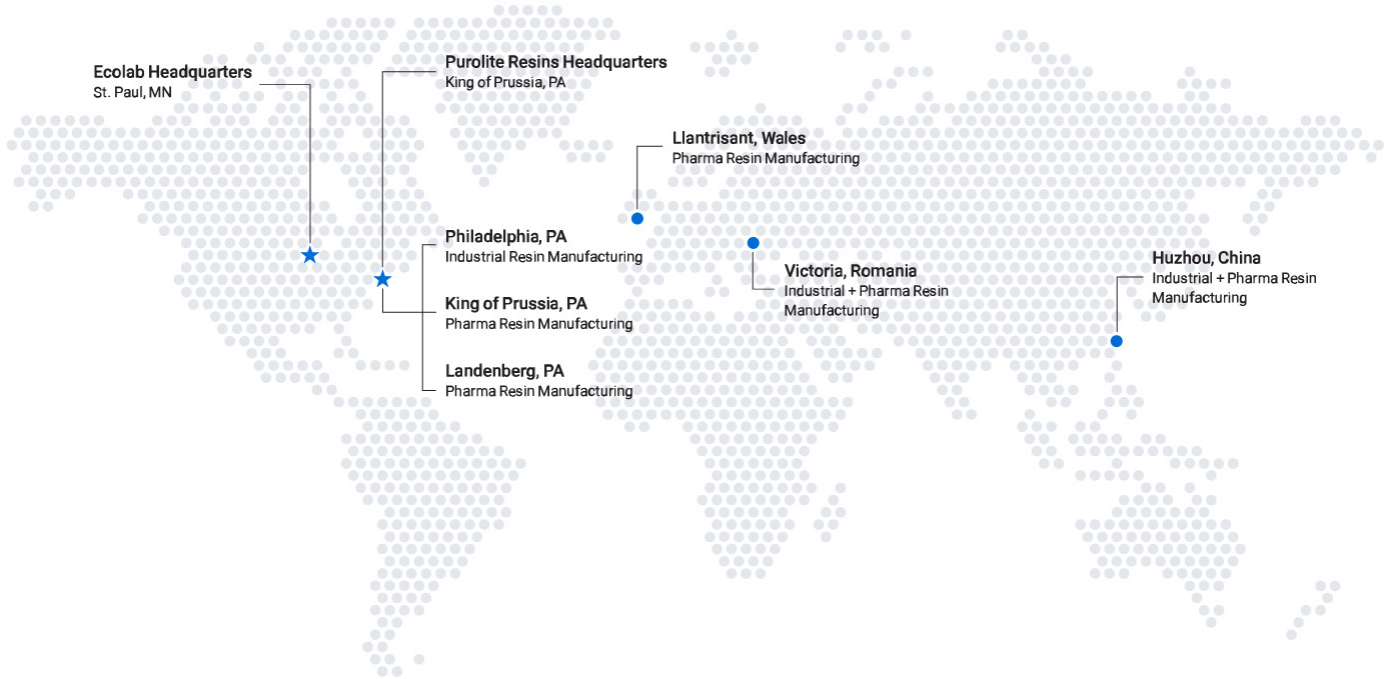 Ecolab Headquarters
St. Paul, MN
Purolite Resins Headquarters
King of Prussia, PA
Llantrisant, Wales
Pharma Resin Manufacturing
Philadelphia, PA
Industrial Resin Manufacturing
King of Prussia, PA
Pharma Resin Manufacturing
Landenberg, PA
Pharma Resin Manufacturing
Victoria, Romania
Industrial + Pharma Resin
Manufacturing
Huzhou, China
Industrial + Pharma Resin
Manufacturing